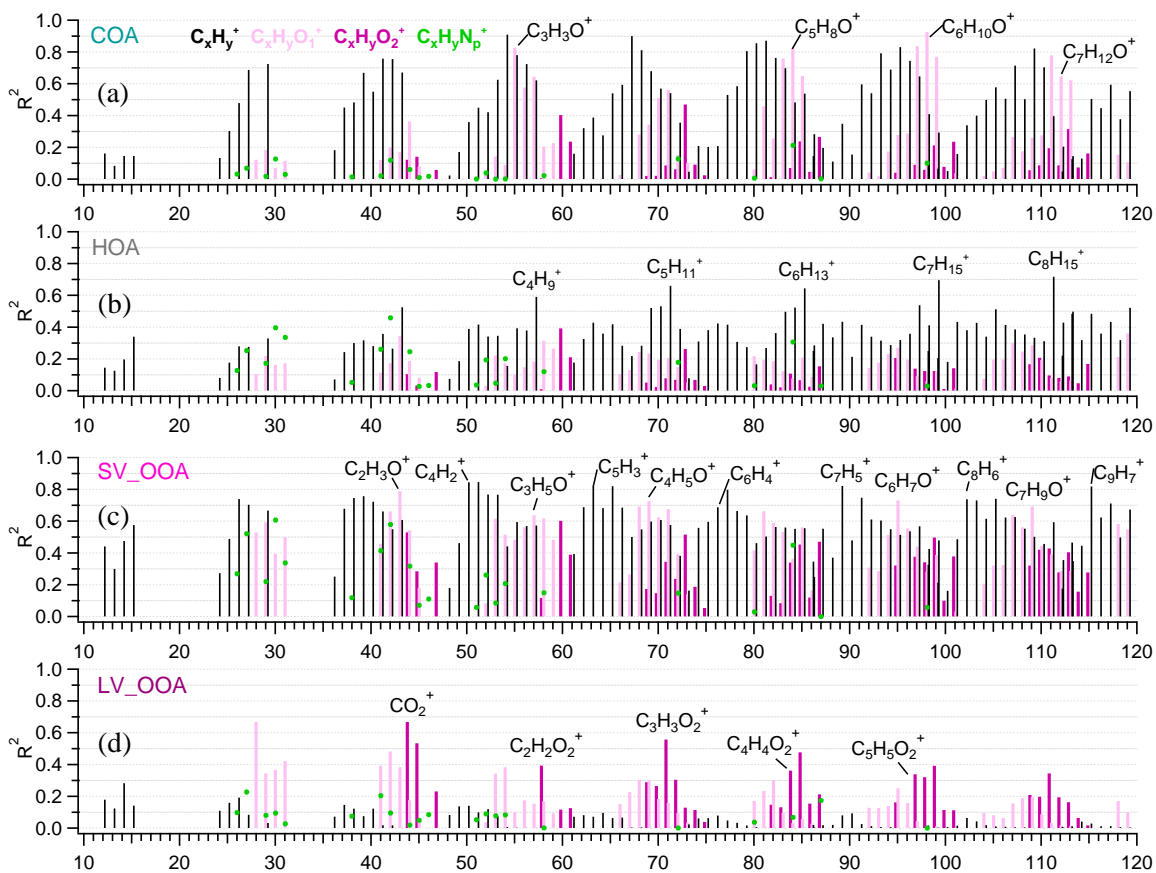 COA CₓHᵧ⁺ CₓHᵧO₁⁺ CₓHᵧO₂⁺ CₓHᵧNₚ⁺
C₃H₃O⁺ C₅H₈O⁺ C₆H₁₀O⁺ C₇H₁₂O⁺
(a)
R²
1.0
0.8
0.6
0.4
0.2
0.0
10 20 30 40 50 60 70 80 90 100 110 120
HOA
C₄H₉⁺ C₅H₁₁⁺ C₆H₁₃⁺ C₇H₁₅⁺ C₈H₁₅⁺
(b)
R²
1.0
0.8
0.6
0.4
0.2
0.0
10 20 30 40 50 60 70 80 90 100 110 120
SV_OOA
C₂H₃O⁺ C₄H₂⁺ C₃H₅O⁺ C₅H₃⁺ C₄H₅O⁺ C₆H₄⁺ C₇H₅⁺ C₆H₇O⁺ C₈H₆⁺ C₇H₉O⁺ C₉H₇⁺
(c)
R²
1.0
0.8
0.6
0.4
0.2
0.0
10 20 30 40 50 60 70 80 90 100 110 120
LV_OOA
CO₂⁺ C₂H₂O₂⁺ C₃H₃O₂⁺ C₄H₄O₂⁺ C₅H₅O₂⁺
(d)
R²
1.0
0.8
0.6
0.4
0.2
0.0
10 20 30 40 50 60 70 80 90 100 110 120